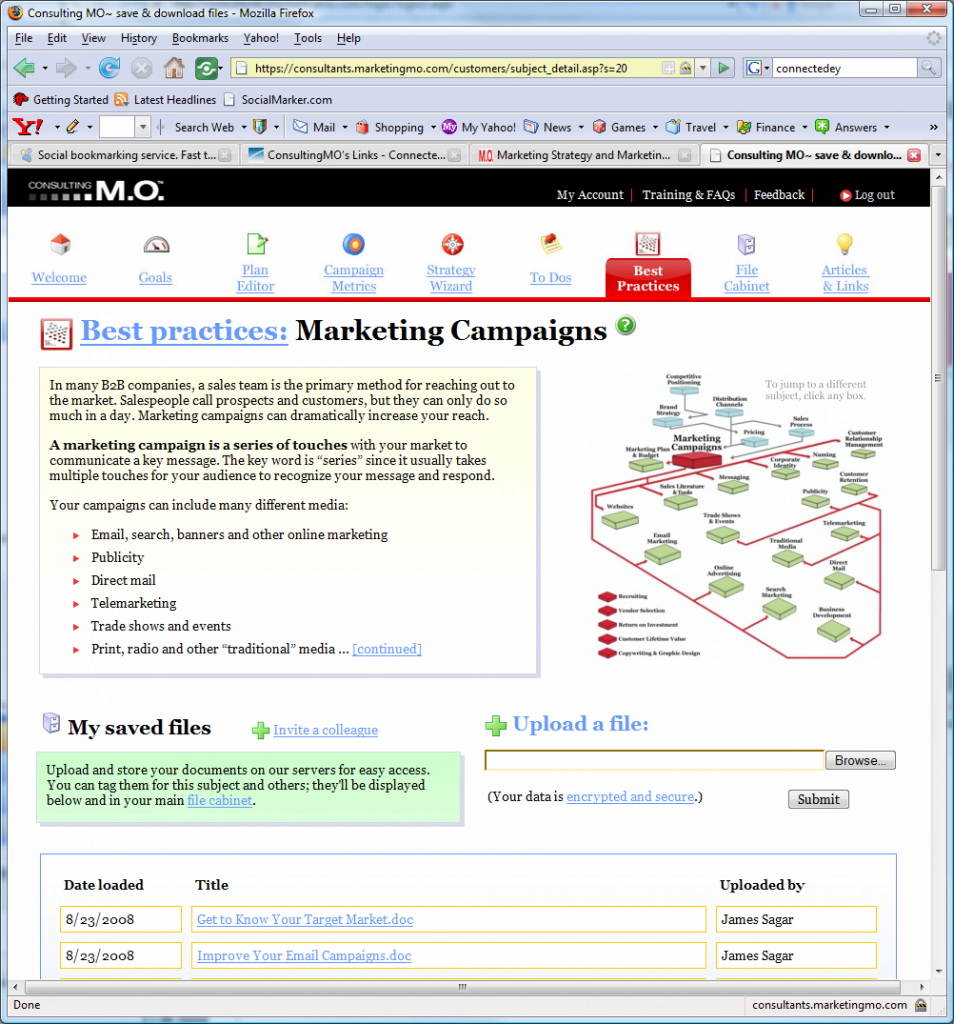 Consulting MO~ save & download files - Mozilla Firefox
File Edit View History Bookmarks Yahoo! Tools Help
https://consultants.marketingmo.com/customers/subject_detail.asp?s=20
G connectedey
Getting Started Latest Headlines SocialMarker.com
Y! Search Web Mail Shopping My Yahoo! News Games Travel Finance Answers »
Social bookmarking service. Fast t... ConsultingMO's Links - Connecte... M.O. Marketing Strategy and Marketin... Consulting MO~ save & downlo...
CONSULTING M.O.™
My Account | Training & FAQs | Feedback | Log out
Welcome
Goals
Plan
Editor
Campaign
Metrics
Strategy
Wizard
To Dos
Best
Practices
File
Cabinet
Articles
& Links
Best practices: Marketing Campaigns ?
In many B2B companies, a sales team is the primary method for reaching out to
the market. Salespeople call prospects and customers, but they can only do so
much in a day. Marketing campaigns can dramatically increase your reach.
A marketing campaign is a series of touches with your market to
communicate a key message. The key word is “series” since it usually takes
multiple touches for your audience to recognize your message and respond.
Your campaigns can include many different media:
Email, search, banners and other online marketing
Publicity
Direct mail
Telemarketing
Trade shows and events
Print, radio and other “traditional” media ... [continued]
To jump to a different
subject, click any box.
Competitive
Positioning
Brand
Strategy
Distribution
Channels
Pricing
Sales
Process
Marketing
Campaigns
Marketing Plan
& Budget
Customer
Relationship
Management
Naming
Corporate
Identity
Messaging
Customer
Retention
Sales Literature
& Tools
Publicity
Websites
Trade Shows
& Events
Telemarketing
Email
Marketing
Traditional
Media
Direct
Mail
Online
Advertising
Search
Marketing
Business
Development
Recruiting
Vendor Selection
Return on Investment
Customer Lifetime Value
Copywriting & Graphic Design
My saved files
Invite a colleague
Upload and store your documents on our servers for easy access.
You can tag them for this subject and others; they'll be displayed
below and in your main file cabinet.
Upload a file:
Browse...
(Your data is encrypted and secure.)
Submit
Date loaded Title Uploaded by
8/23/2008 Get to Know Your Target Market.doc James Sagar
8/23/2008 Improve Your Email Campaigns.doc James Sagar
Done
consultants.marketingmo.com